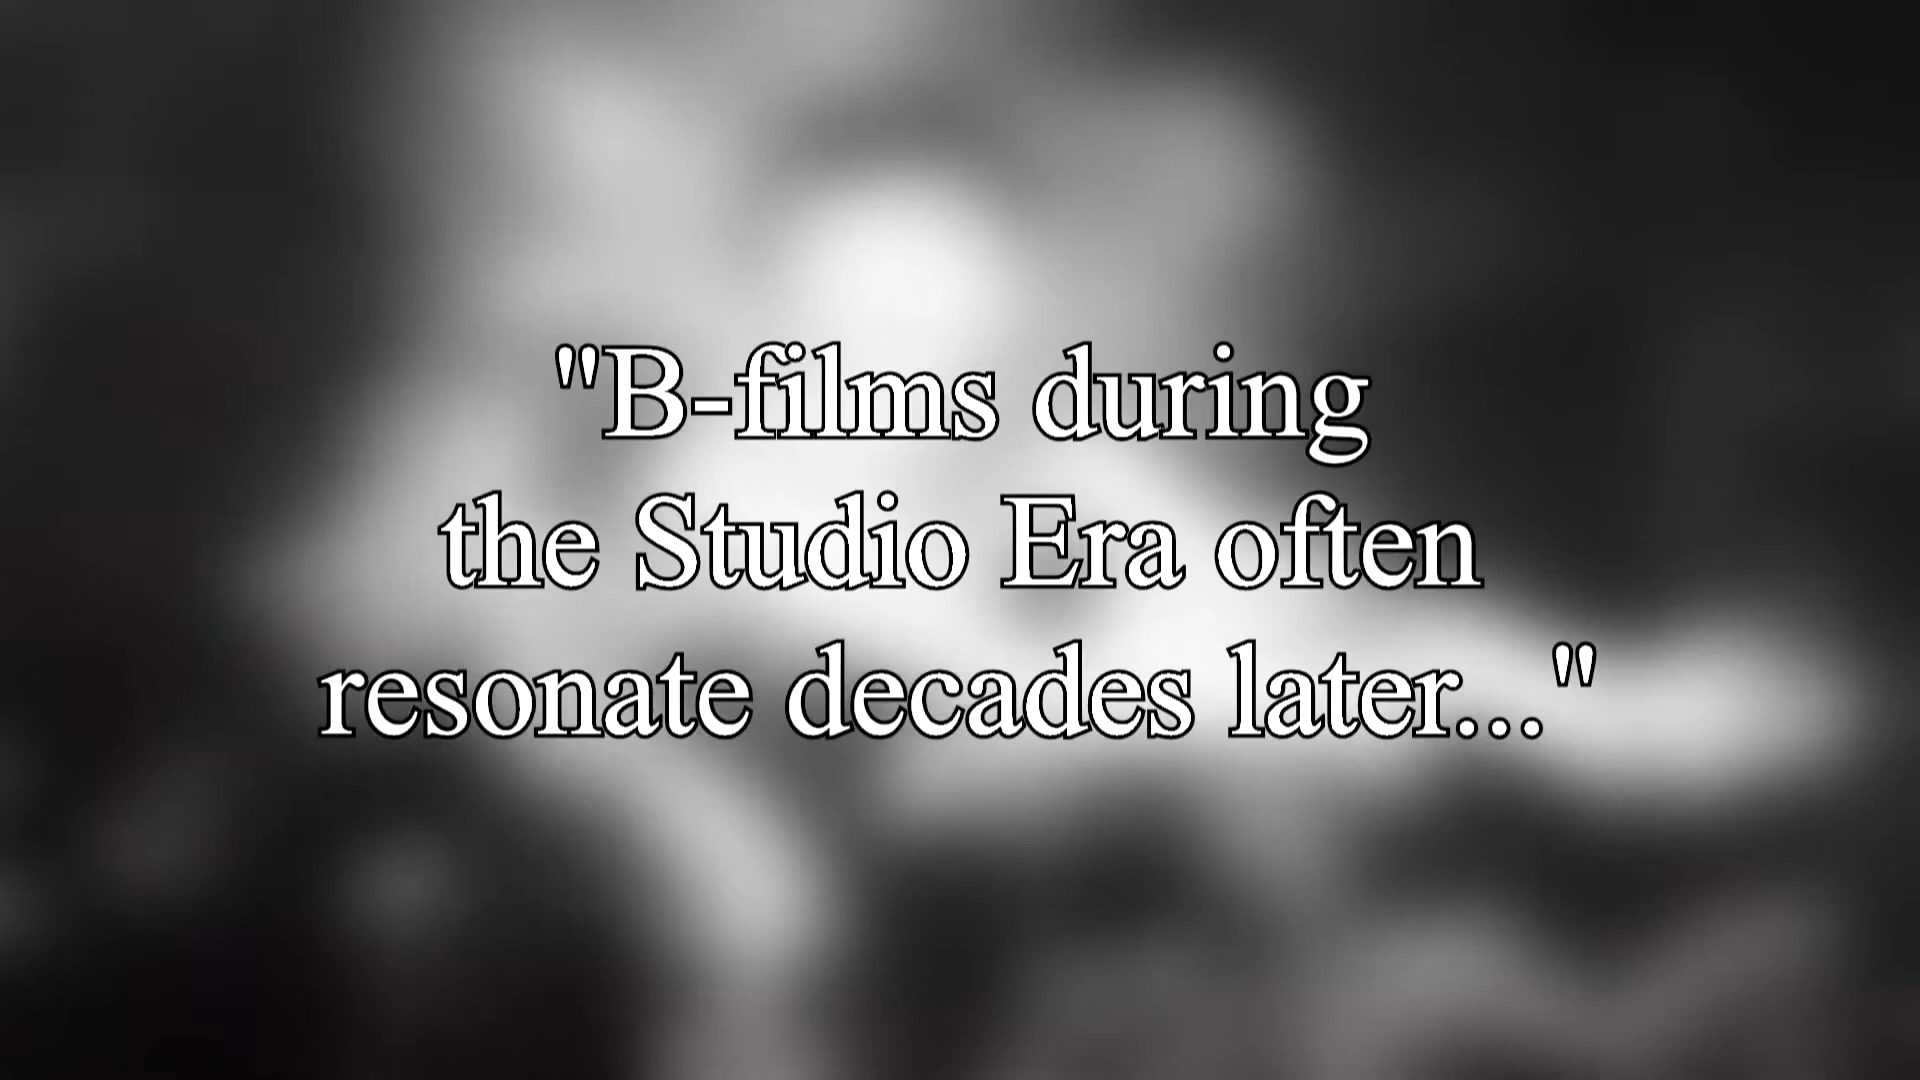 "B-films during
the Studio Era often
resonate decades later..."